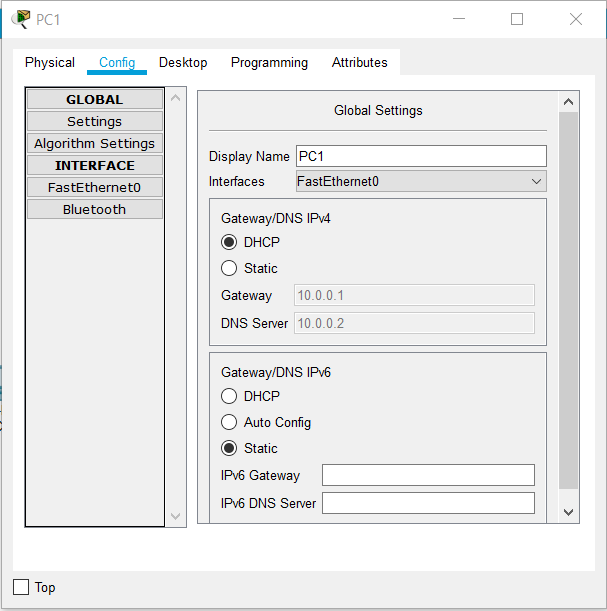 PC1
Physical Config Desktop Programming Attributes
GLOBAL
Settings
Algorithm Settings
INTERFACE
FastEthernet0
Bluetooth
Global Settings
Display Name PC1
Interfaces FastEthernet0
Gateway/DNS IPv4
DHCP
Static
Gateway 10.0.0.1
DNS Server 10.0.0.2
Gateway/DNS IPv6
DHCP
Auto Config
Static
IPv6 Gateway
IPv6 DNS Server
Top